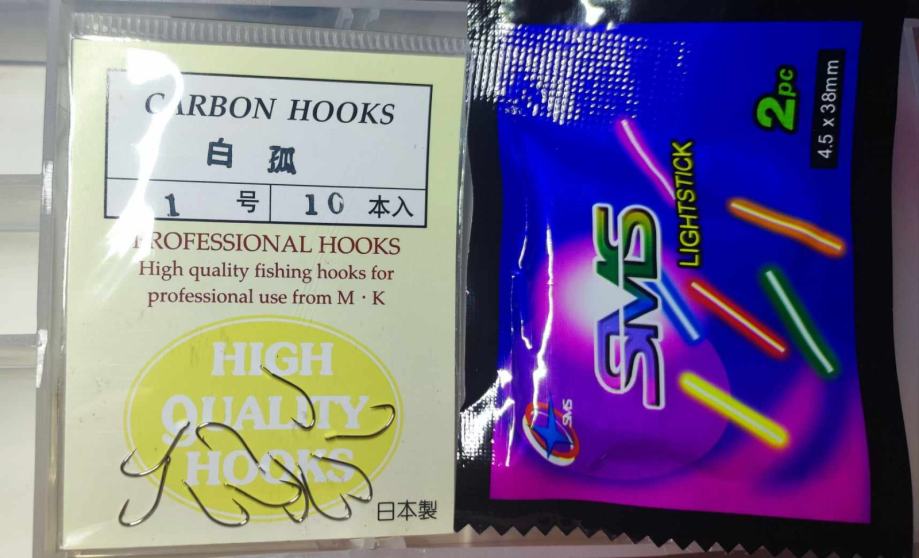 CARBON HOOKS
白 孤
1 号 10 本入
PROFESSIONAL HOOKS
High quality fishing hooks for
professional use from M · K
HIGH
QUALITY
HOOKS
日本製
2pc
4.5 x 38mm
LIGHTSTICK
SMS
SMS